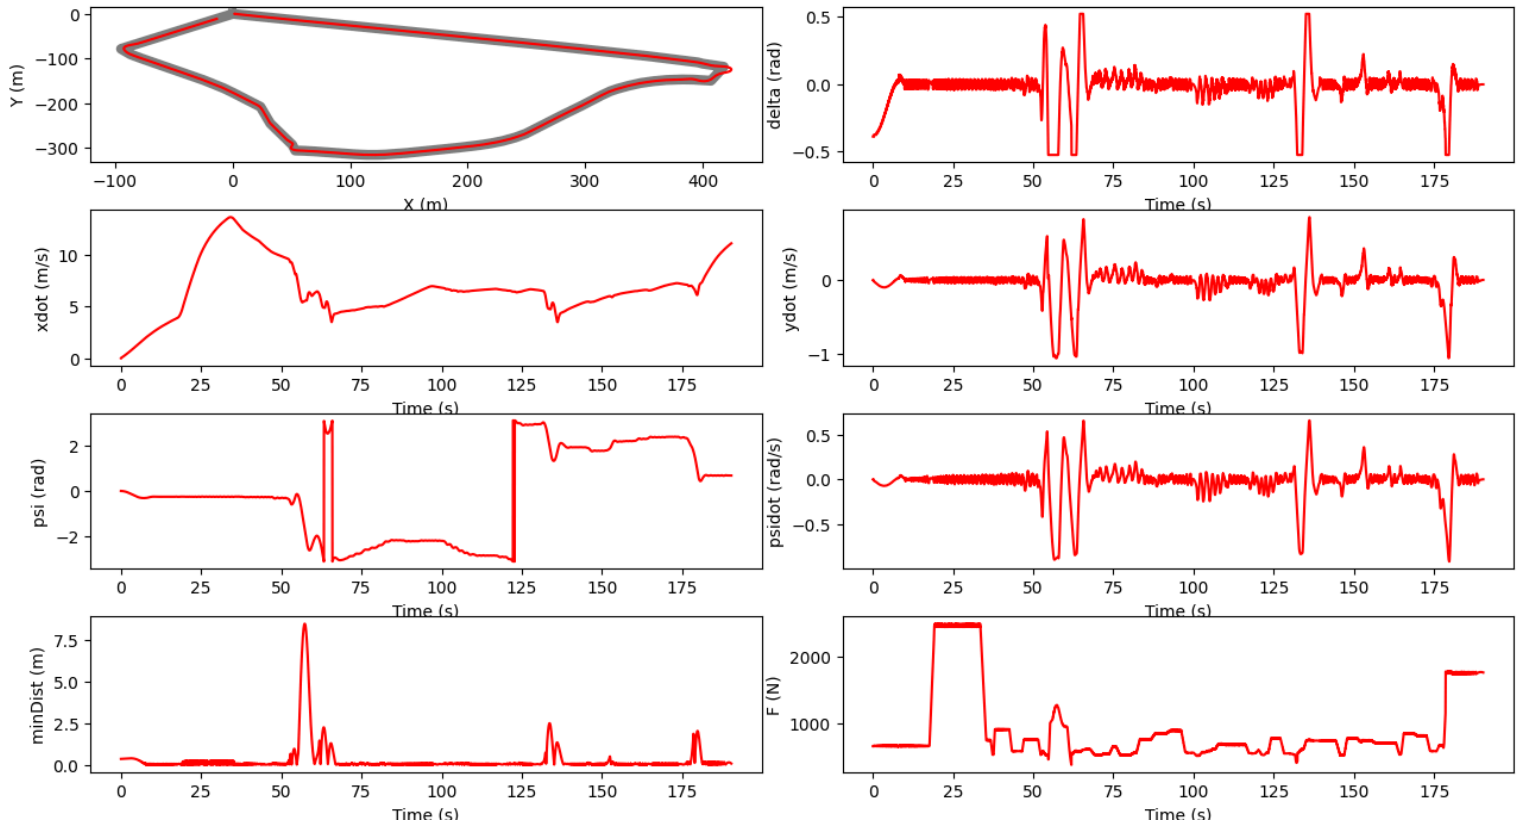 0
−100
−200
−300
Y (m)
−100 0 100 200 300 400
X (m)
0.5
0.0
−0.5
delta (rad)
0 25 50 75 100 125 150 175
Time (s)
10
5
0
xdot (m/s)
0 25 50 75 100 125 150 175
Time (s)
0
−1
ydot (m/s)
0 25 50 75 100 125 150 175
Time (s)
2
0
−2
psi (rad)
0 25 50 75 100 125 150 175
Time (s)
0.5
0.0
−0.5
psidot (rad/s)
0 25 50 75 100 125 150 175
Time (s)
7.5
5.0
2.5
0.0
minDist (m)
0 25 50 75 100 125 150 175
Time (s)
2000
1000
F (N)
0 25 50 75 100 125 150 175
Time (s)